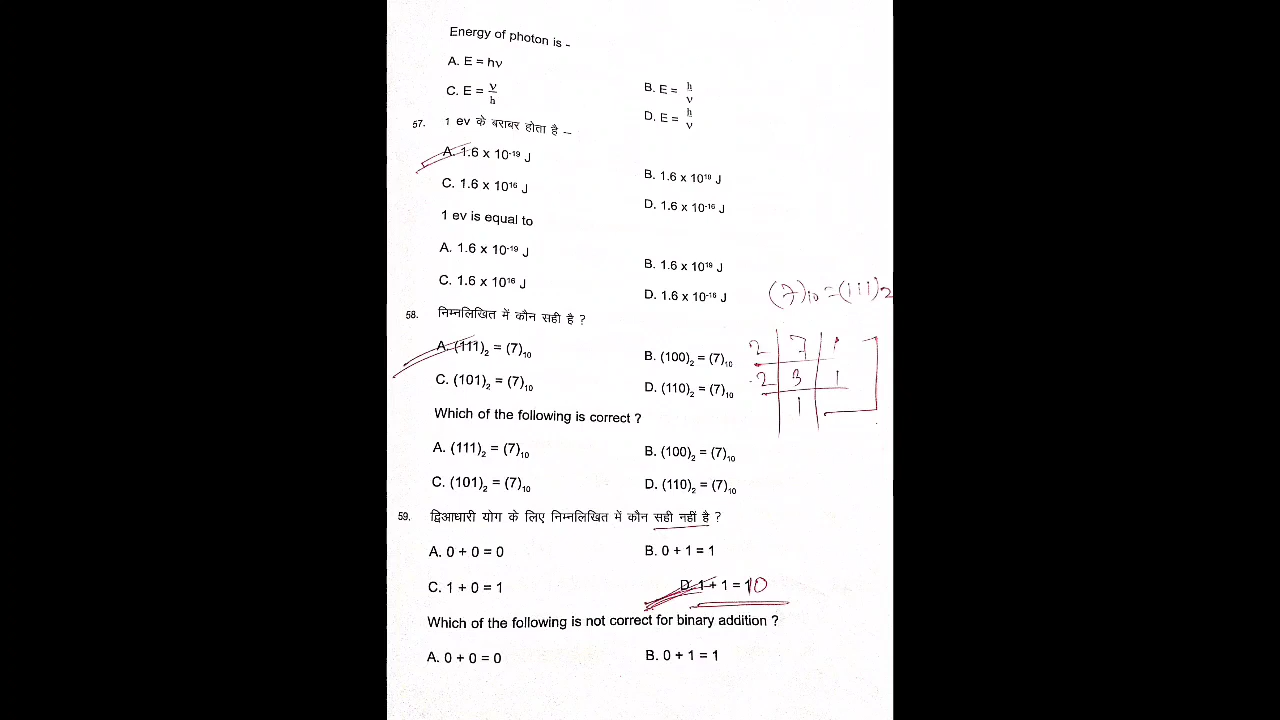 Energy of photon is -
A. E = hν
B. E = h/ν
C. E = ν/h
D. E = h/ν
57. 1 ev के बराबर होता है --
A. 1.6 x 10⁻¹⁹ J
B. 1.6 x 10¹⁹ J
C. 1.6 x 10¹⁶ J
D. 1.6 x 10⁻¹⁶ J
1 ev is equal to
A. 1.6 x 10⁻¹⁹ J
B. 1.6 x 10¹⁹ J
C. 1.6 x 10¹⁶ J
D. 1.6 x 10⁻¹⁶ J
(7)₁₀ = (111)₂
58. निम्नलिखित में कौन सही है ?
A. (111)₂ = (7)₁₀
B. (100)₂ = (7)₁₀
C. (101)₂ = (7)₁₀
D. (110)₂ = (7)₁₀
2 7 1
2 3 1
1
Which of the following is correct ?
A. (111)₂ = (7)₁₀
B. (100)₂ = (7)₁₀
C. (101)₂ = (7)₁₀
D. (110)₂ = (7)₁₀
59. द्विआधारी योग के लिए निम्नलिखित में कौन सही नहीं है ?
A. 0 + 0 = 0
B. 0 + 1 = 1
C. 1 + 0 = 1
D. 1 + 1 = 10
Which of the following is not correct for binary addition ?
A. 0 + 0 = 0
B. 0 + 1 = 1